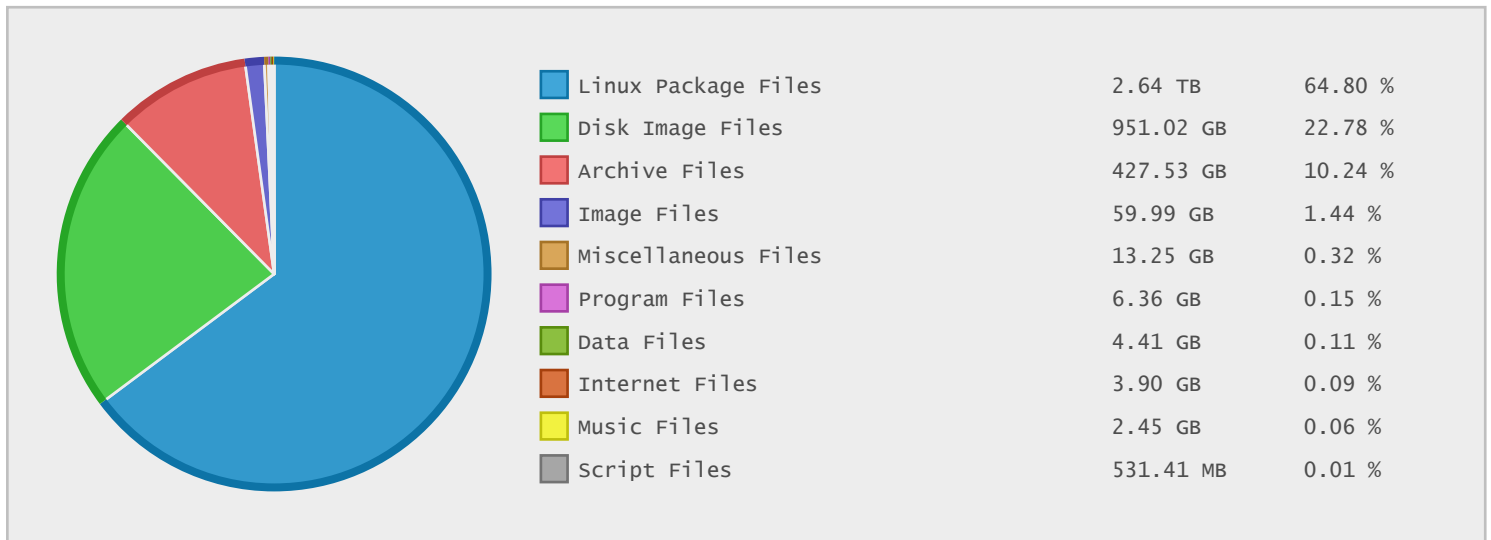 Linux Package Files 2.64 TB 64.80 %
Disk Image Files 951.02 GB 22.78 %
Archive Files 427.53 GB 10.24 %
Image Files 59.99 GB 1.44 %
Miscellaneous Files 13.25 GB 0.32 %
Program Files 6.36 GB 0.15 %
Data Files 4.41 GB 0.11 %
Internet Files 3.90 GB 0.09 %
Music Files 2.45 GB 0.06 %
Script Files 531.41 MB 0.01 %